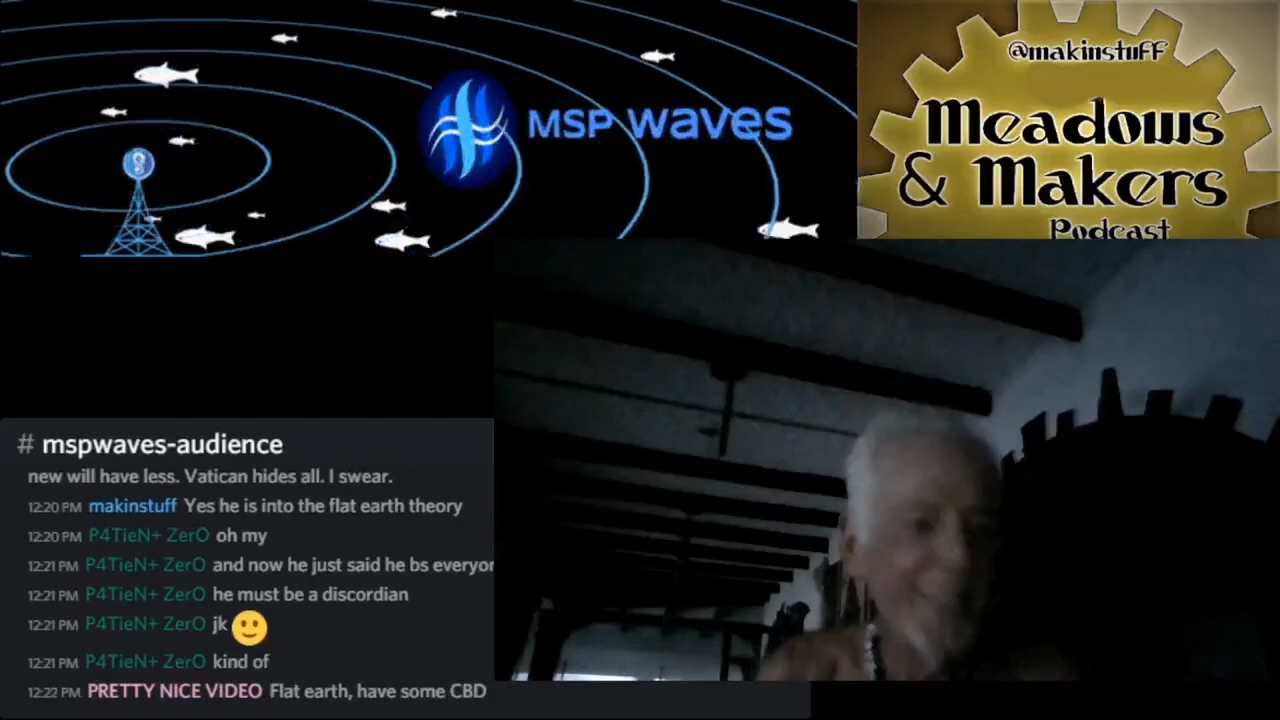 MSP waves
@makinstuff
Meadows
& Makers
Podcast
# mspwaves-audience
new will have less. Vatican hides all. I swear.
12:20 PM makinstuff Yes he is into the flat earth theory
12:20 PM P4TieN+ ZerO oh my
12:21 PM P4TieN+ ZerO and now he just said he bs everyon
12:21 PM P4TieN+ ZerO he must be a discordian
12:21 PM P4TieN+ ZerO jk 🙂
12:21 PM P4TieN+ ZerO kind of
12:22 PM PRETTY NICE VIDEO Flat earth, have some CBD